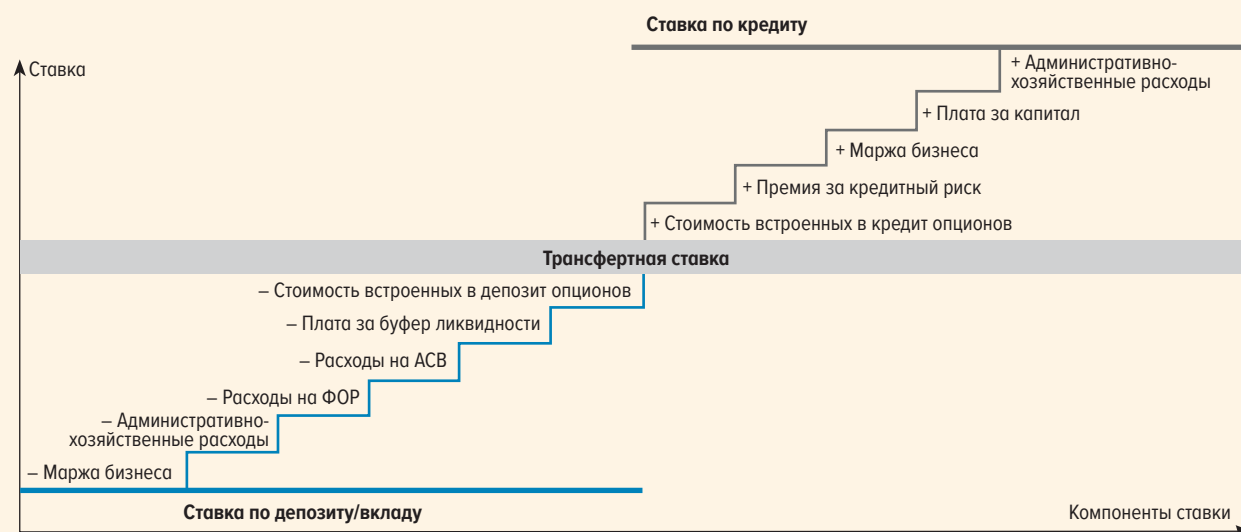 Ставка по кредиту
Ставка
+ Административно-
хозяйственные расходы
+ Плата за капитал
+ Маржа бизнеса
+ Премия за кредитный риск
+ Стоимость встроенных в кредит опционов
Трансфертная ставка
– Стоимость встроенных в депозит опционов
– Плата за буфер ликвидности
– Расходы на АСВ
– Расходы на ФОР
– Административно-
хозяйственные расходы
– Маржа бизнеса
Ставка по депозиту/вкладу
Компоненты ставки